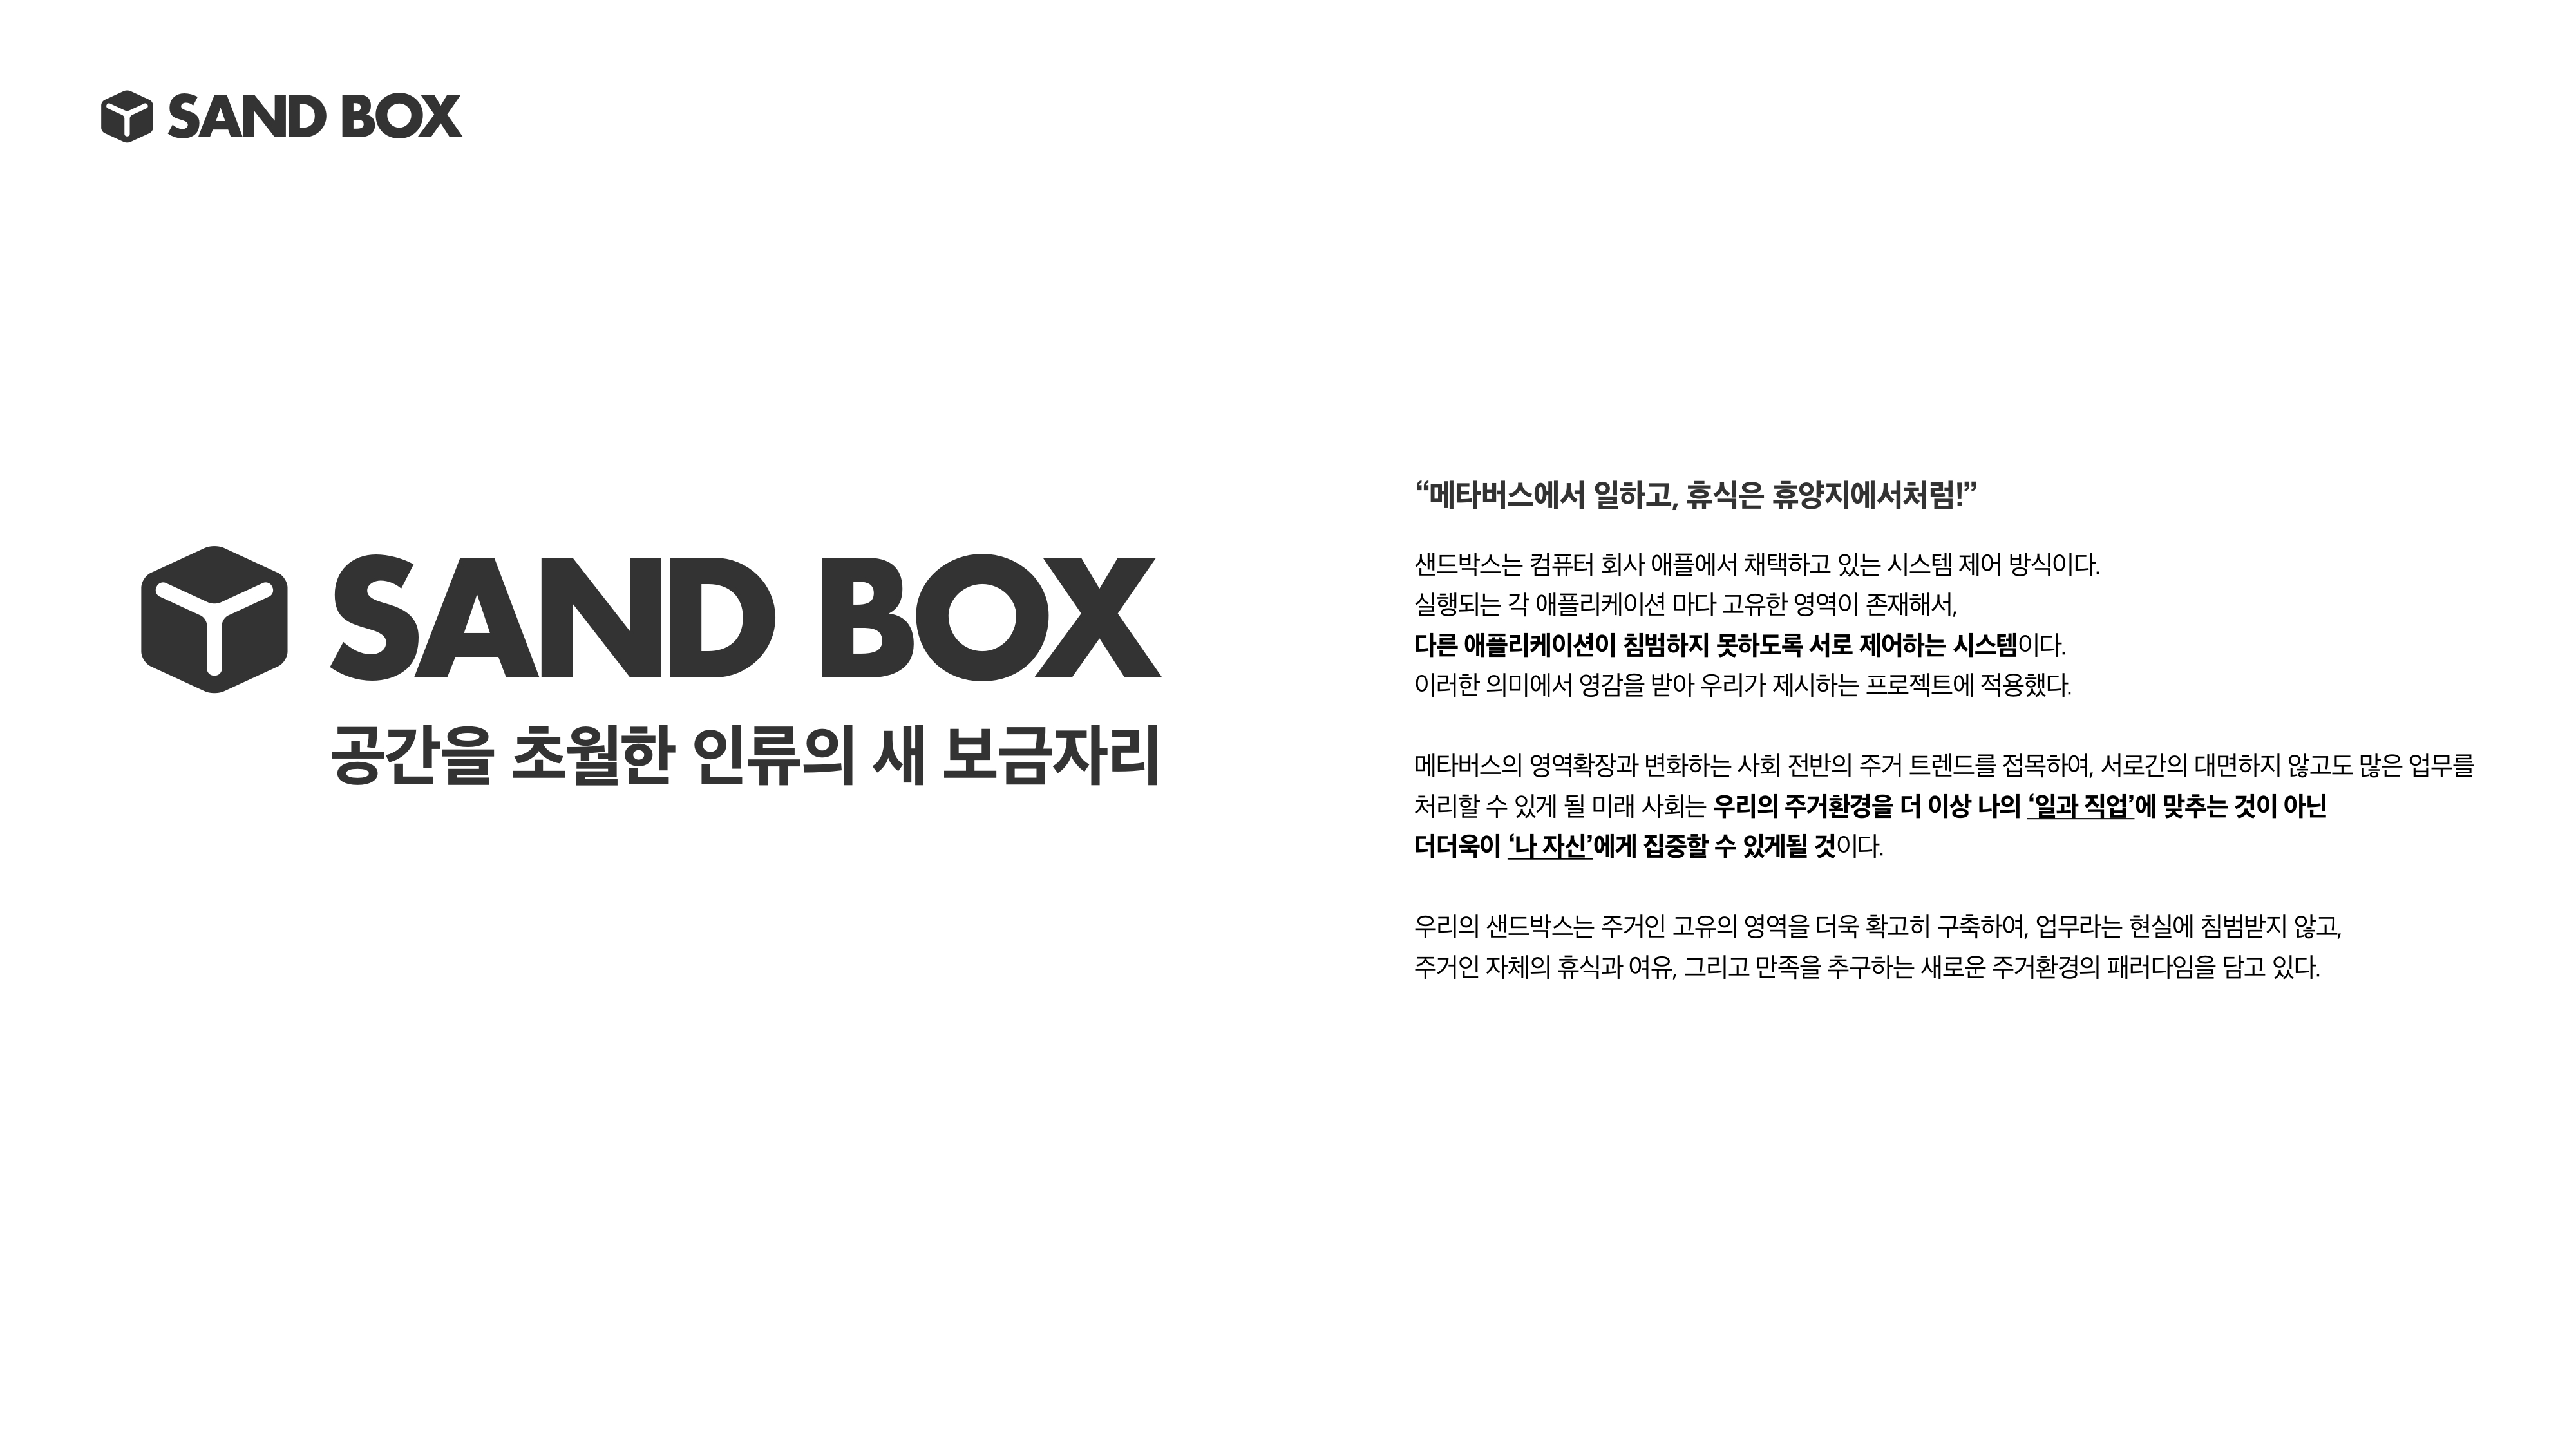 SAND BOX
SAND BOX
공간을 초월한 인류의 새 보금자리
“메타버스에서 일하고, 휴식은 휴양지에서처럼!”
샌드박스는 컴퓨터 회사 애플에서 채택하고 있는 시스템 제어 방식이다.
실행되는 각 애플리케이션 마다 고유한 영역이 존재해서,
다른 애플리케이션이 침범하지 못하도록 서로 제어하는 시스템이다.
이러한 의미에서 영감을 받아 우리가 제시하는 프로젝트에 적용했다.
메타버스의 영역확장과 변화하는 사회 전반의 주거 트렌드를 접목하여, 서로간의 대면하지 않고도 많은 업무를
처리할 수 있게 될 미래 사회는 우리의 주거환경을 더 이상 나의 ‘일과 직업’에 맞추는 것이 아닌
더더욱이 ‘나 자신’에게 집중할 수 있게될 것이다.
우리의 샌드박스는 주거인 고유의 영역을 더욱 확고히 구축하여, 업무라는 현실에 침범받지 않고,
주거인 자체의 휴식과 여유, 그리고 만족을 추구하는 새로운 주거환경의 패러다임을 담고 있다.